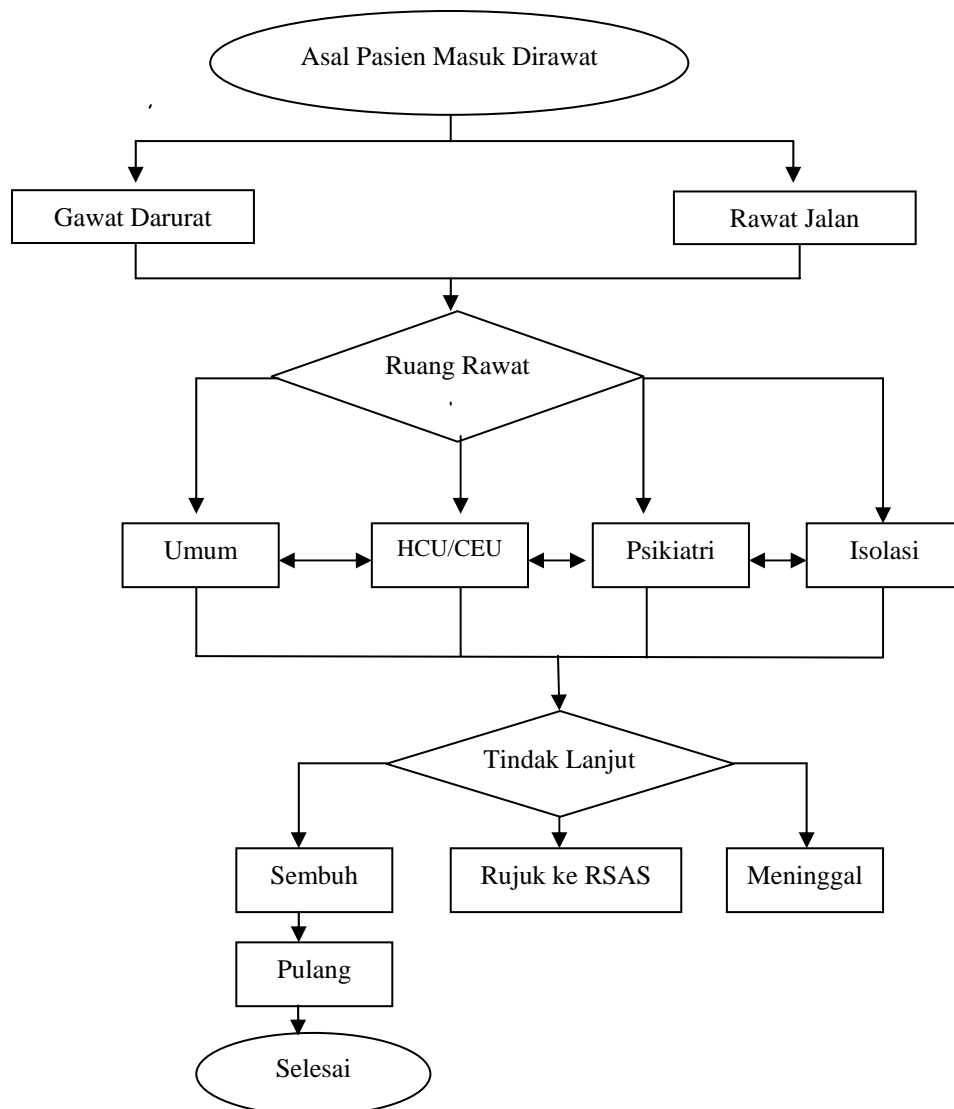 Asal Pasien Masuk Dirawat
Gawat Darurat
Rawat Jalan
Ruang Rawat
Umum
HCU/CEU
Psikiatri
Isolasi
Tindak Lanjut
Sembuh
Rujuk ke RSAS
Meninggal
Pulang
Selesai